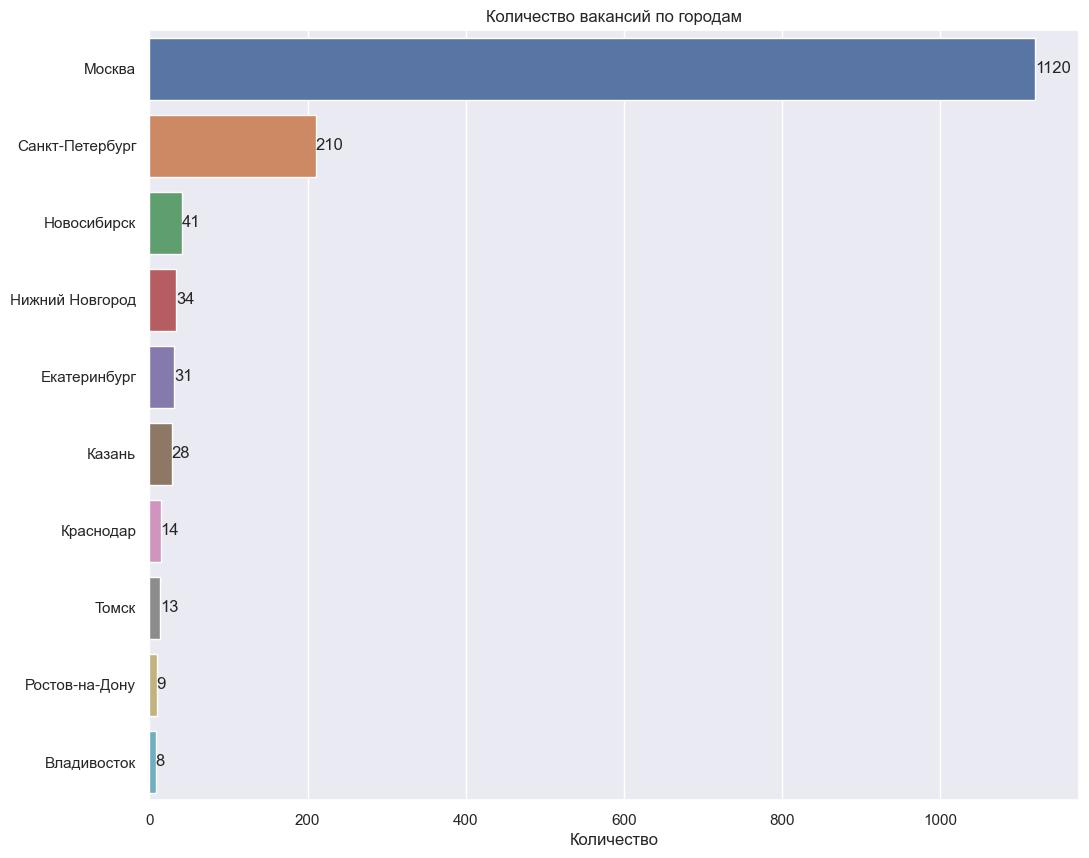 Количество вакансий по городам
Москва 1120
Санкт-Петербург 210
Новосибирск 41
Нижний Новгород 34
Екатеринбург 31
Казань 28
Краснодар 14
Томск 13
Ростов-на-Дону 9
Владивосток 8
0 200 400 600 800 1000
Количество